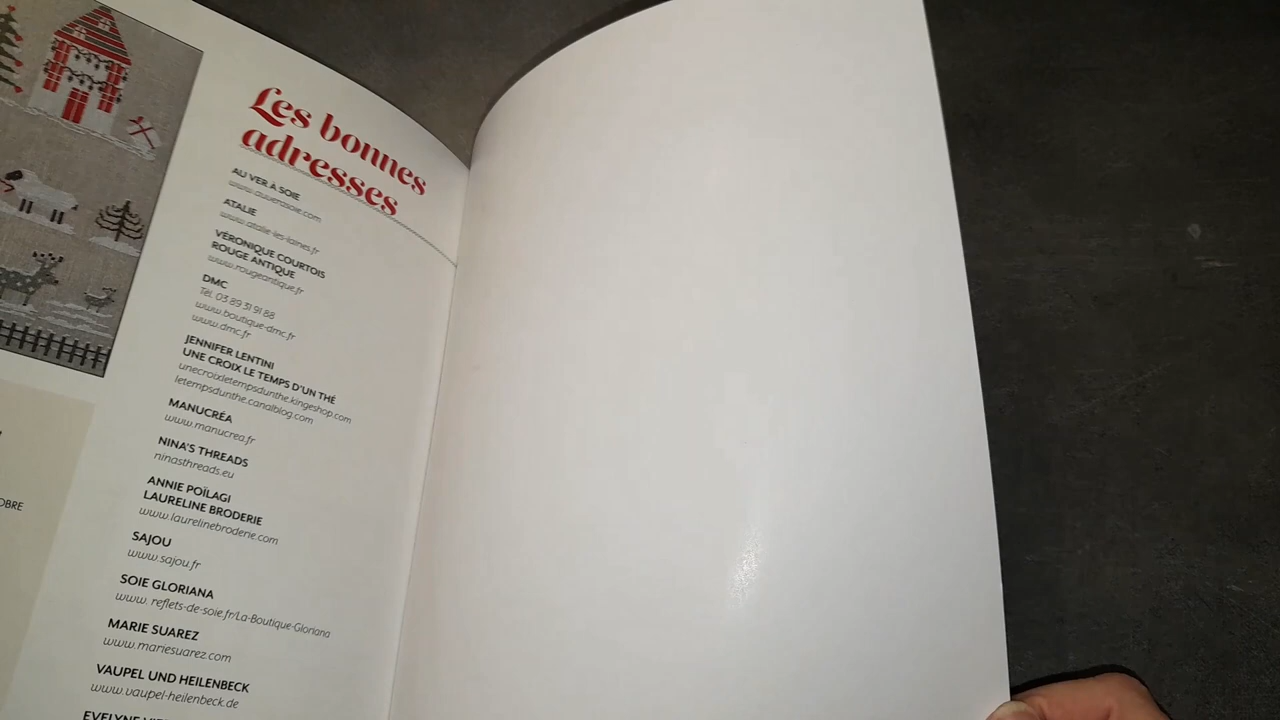 Les bonnes
adresses
AU VER À SOIE
www.auverasoie.com
ATALIE
www.atalie-les-laines.fr
VÉRONIQUE COURTOIS
ROUGE ANTIQUE
www.rougeantique.fr
DMC
Tél. 03 89 31 91 88
www.boutique-dmc.fr
www.dmc.fr
JENNIFER LENTINI
UNE CROIX LE TEMPS D'UN THÉ
unecroixletempsdunthe.kingeshop.com
letempsdunthe.canalblog.com
MANUCRÉA
www.manucrea.fr
NINA'S THREADS
ninasthreads.eu
ANNIE POÏLAGI
LAURELINE BRODERIE
www.laurelinebroderie.com
SAJOU
www.sajou.fr
SOIE GLORIANA
www. reflets-de-soie.fr/La-Boutique-Gloriana
MARIE SUAREZ
www.mariesuarez.com
VAUPEL UND HEILENBECK
www.vaupel-heilenbeck.de
EVELYNE
OBRE